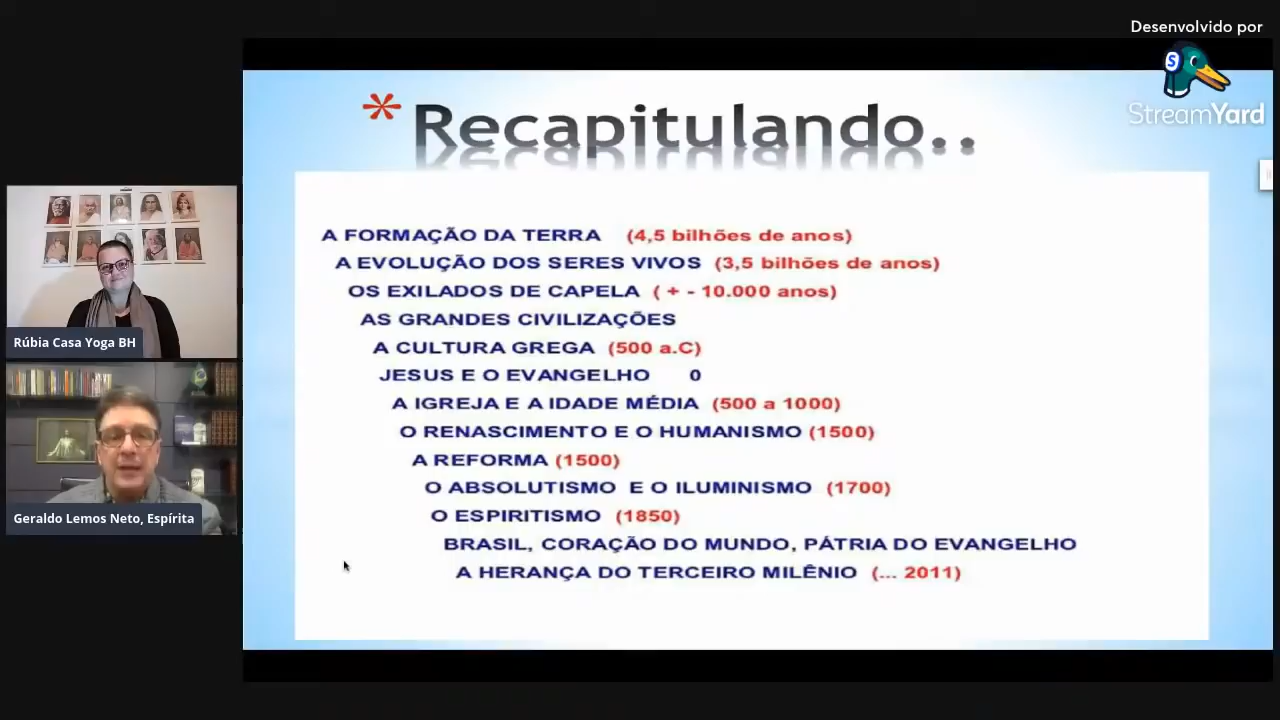 Desenvolvido por
S
StreamYard
* Recapitulando..
A FORMAÇÃO DA TERRA (4,5 bilhões de anos)
A EVOLUÇÃO DOS SERES VIVOS (3,5 bilhões de anos)
OS EXILADOS DE CAPELA ( + - 10.000 anos)
AS GRANDES CIVILIZAÇÕES
A CULTURA GREGA (500 a.C)
JESUS E O EVANGELHO 0
A IGREJA E A IDADE MÉDIA (500 a 1000)
O RENASCIMENTO E O HUMANISMO (1500)
A REFORMA (1500)
O ABSOLUTISMO E O ILUMINISMO (1700)
O ESPIRITISMO (1850)
BRASIL, CORAÇÃO DO MUNDO, PÁTRIA DO EVANGELHO
A HERANÇA DO TERCEIRO MILÊNIO (... 2011)
Rúbia Casa Yoga BH
Geraldo Lemos Neto, Espírita